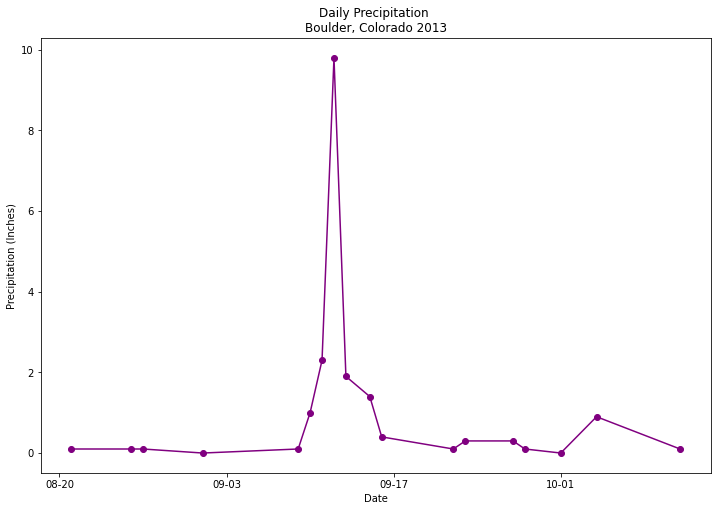 Daily Precipitation
Boulder, Colorado 2013
Precipitation (Inches)
10
8
6
4
2
0
08-20
09-03
09-17
10-01
Date